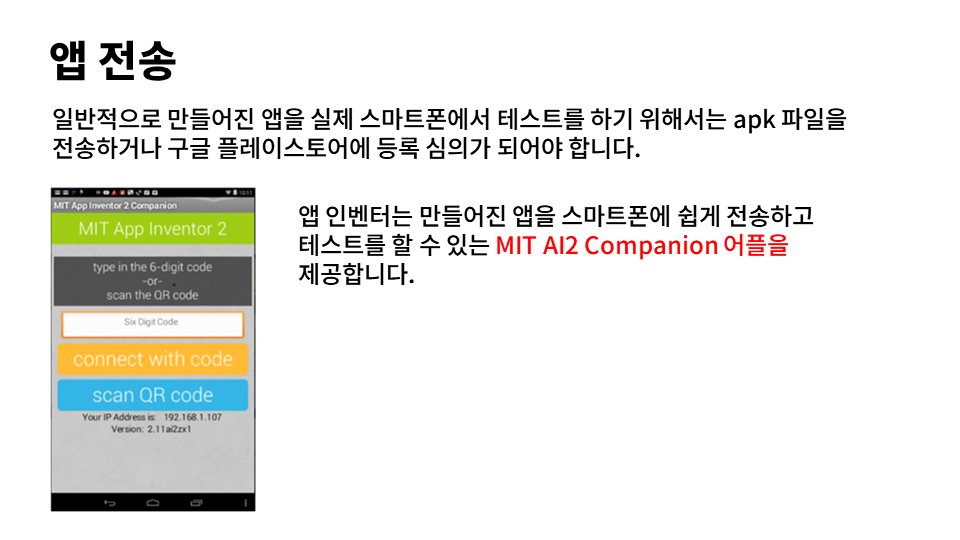 앱 전송
일반적으로 만들어진 앱을 실제 스마트폰에서 테스트를 하기 위해서는 apk 파일을
전송하거나 구글 플레이스토어에 등록 심의가 되어야 합니다.
10:11
MIT App Inventor 2 Companion
MIT App Inventor 2
type in the 6-digit code
-or-
scan the QR code
Six Digit Code
connect with code
scan QR code
Your IP Address is: 192.168.1.107
Version: 2.11ai2zx1
앱 인벤터는 만들어진 앱을 스마트폰에 쉽게 전송하고
테스트를 할 수 있는 MIT AI2 Companion 어플을
제공합니다.